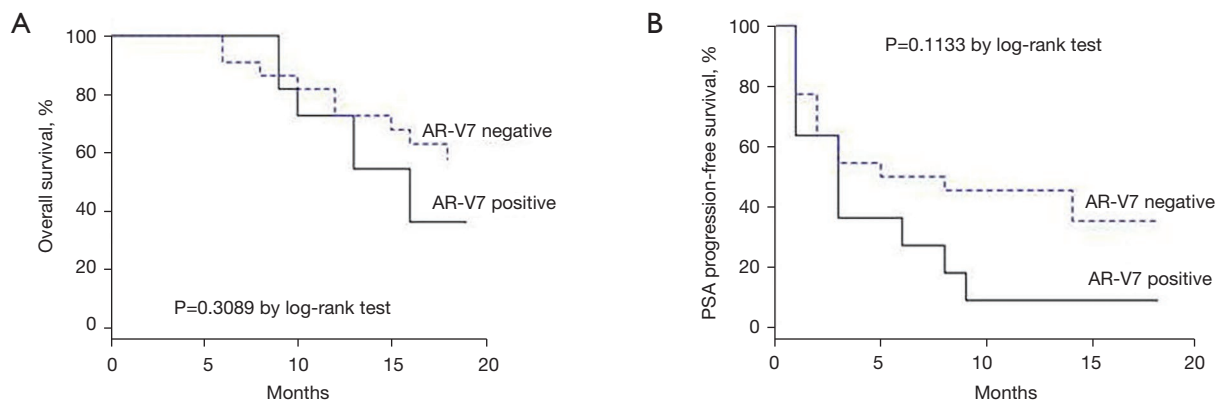 A
Overall survival, %
100
80
60
40
20
0
AR-V7 negative
AR-V7 positive
P=0.3089 by log-rank test
0 5 10 15 20
Months
B
PSA progression-free survival, %
100
80
60
40
20
0
P=0.1133 by log-rank test
AR-V7 negative
AR-V7 positive
0 5 10 15 20
Months